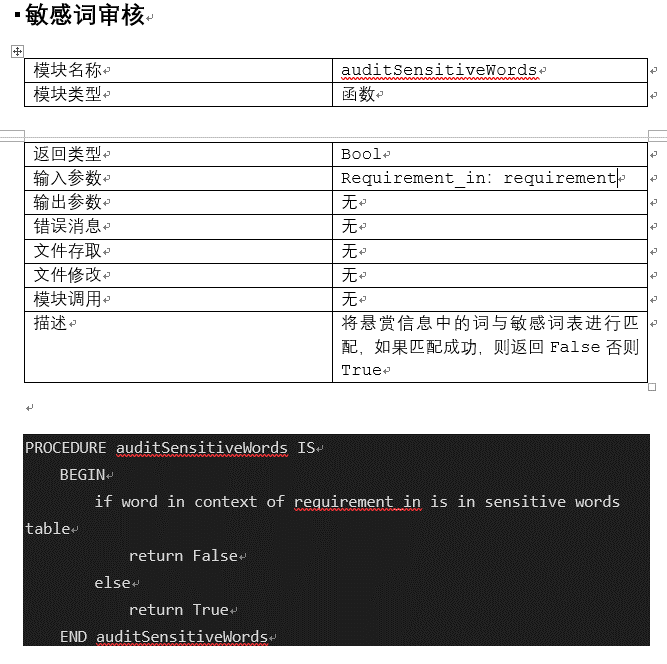 ▪敏感词审核
模块名称 auditSensitiveWords
模块类型 函数
返回类型 Bool
输入参数 Requirement_in: requirement
输出参数 无
错误消息 无
文件存取 无
文件修改 无
模块调用 无
描述 将悬赏信息中的词与敏感词表进行匹
配，如果匹配成功，则返回 False 否则
True
PROCEDURE auditSensitiveWords IS
BEGIN
if word in context of requirement_in is in sensitive words
table
return False
else
return True
END auditSensitiveWords